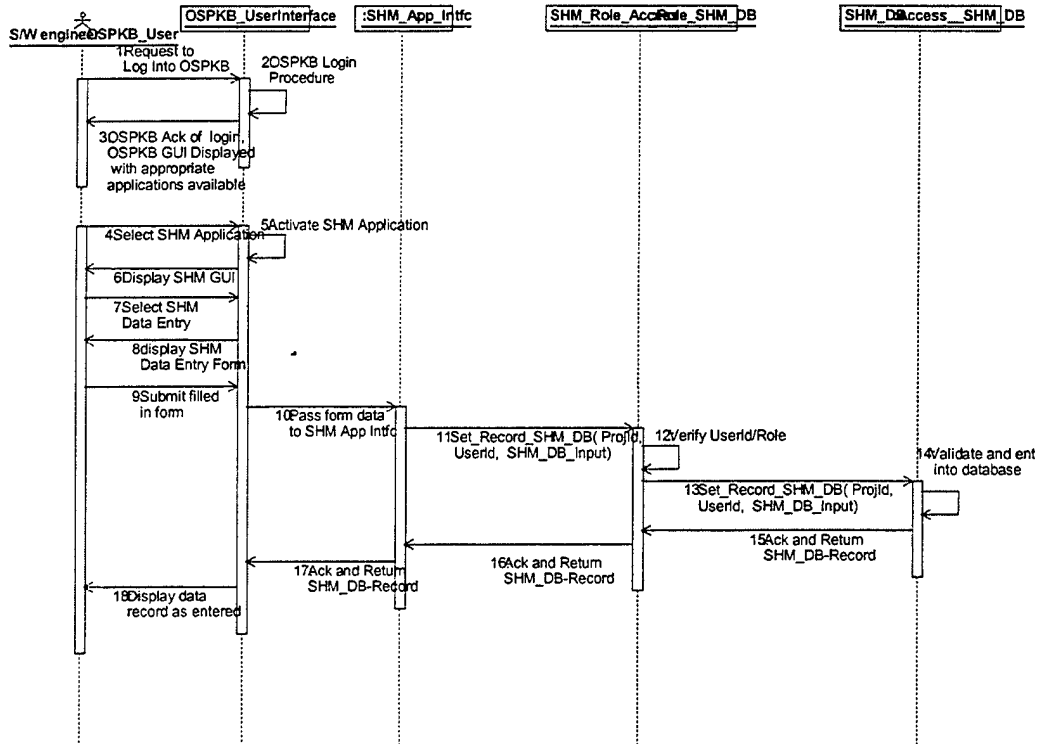 OSPKB_UserInterface
:SHM_App_Intfc
S/W engineer
OSPKB_User
1Request to
Log Into OSPKB
2OSPKB Login
Procedure
3OSPKB Ack of login,
OSPKB GUI Displayed
with appropriate
applications available
4Select SHM Application
5Activate SHM Application
6Display SHM GUI
7Select SHM
Data Entry
8display SHM
Data Entry Form
9Submit filled
in form
10Pass form data
to SHM App Intfc
11Set_Record_SHM_DB( ProjId,
UserId, SHM_DB_Input)
12Verify UserId/Role
13Set_Record_SHM_DB( ProjId,
UserId, SHM_DB_Input)
14Validate and ent
into database
15Ack and Return
SHM_DB-Record
16Ack and Return
SHM_DB-Record
17Ack and Return
SHM_DB-Record
18Display data
record as entered